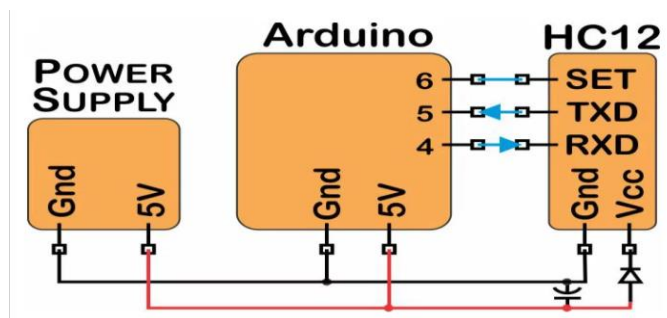 Arduino
HC12
POWER
SUPPLY
6
SET
5
TXD
4
RXD
Gnd
5V
Gnd
5V
Gnd
Vcc